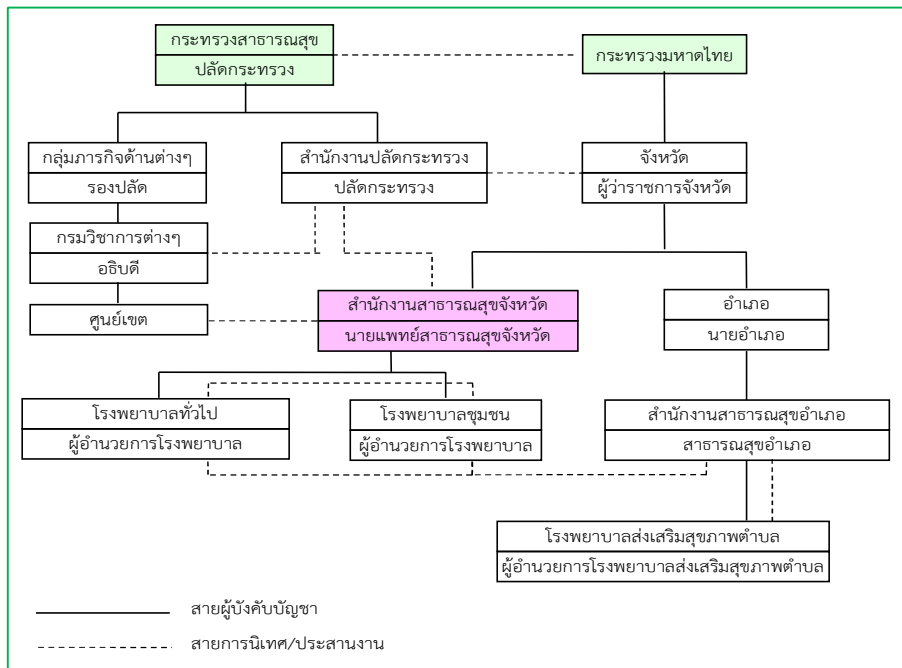 กระทรวงสาธารณสุข
ปลัดกระทรวง
กระทรวงมหาดไทย
กลุ่มภารกิจด้านต่างๆ
รองปลัด
สำนักงานปลัดกระทรวง
ปลัดกระทรวง
จังหวัด
ผู้ว่าราชการจังหวัด
กรมวิชาการต่างๆ
อธิบดี
ศูนย์เขต
สำนักงานสาธารณสุขจังหวัด
นายแพทย์สาธารณสุขจังหวัด
อำเภอ
นายอำเภอ
โรงพยาบาลทั่วไป
ผู้อำนวยการโรงพยาบาล
โรงพยาบาลชุมชน
ผู้อำนวยการโรงพยาบาล
สำนักงานสาธารณสุขอำเภอ
สาธารณสุขอำเภอ
โรงพยาบาลส่งเสริมสุขภาพตำบล
ผู้อำนวยการโรงพยาบาลส่งเสริมสุขภาพตำบล
สายผู้บังคับบัญชา
สายการนิเทศ/ประสานงาน